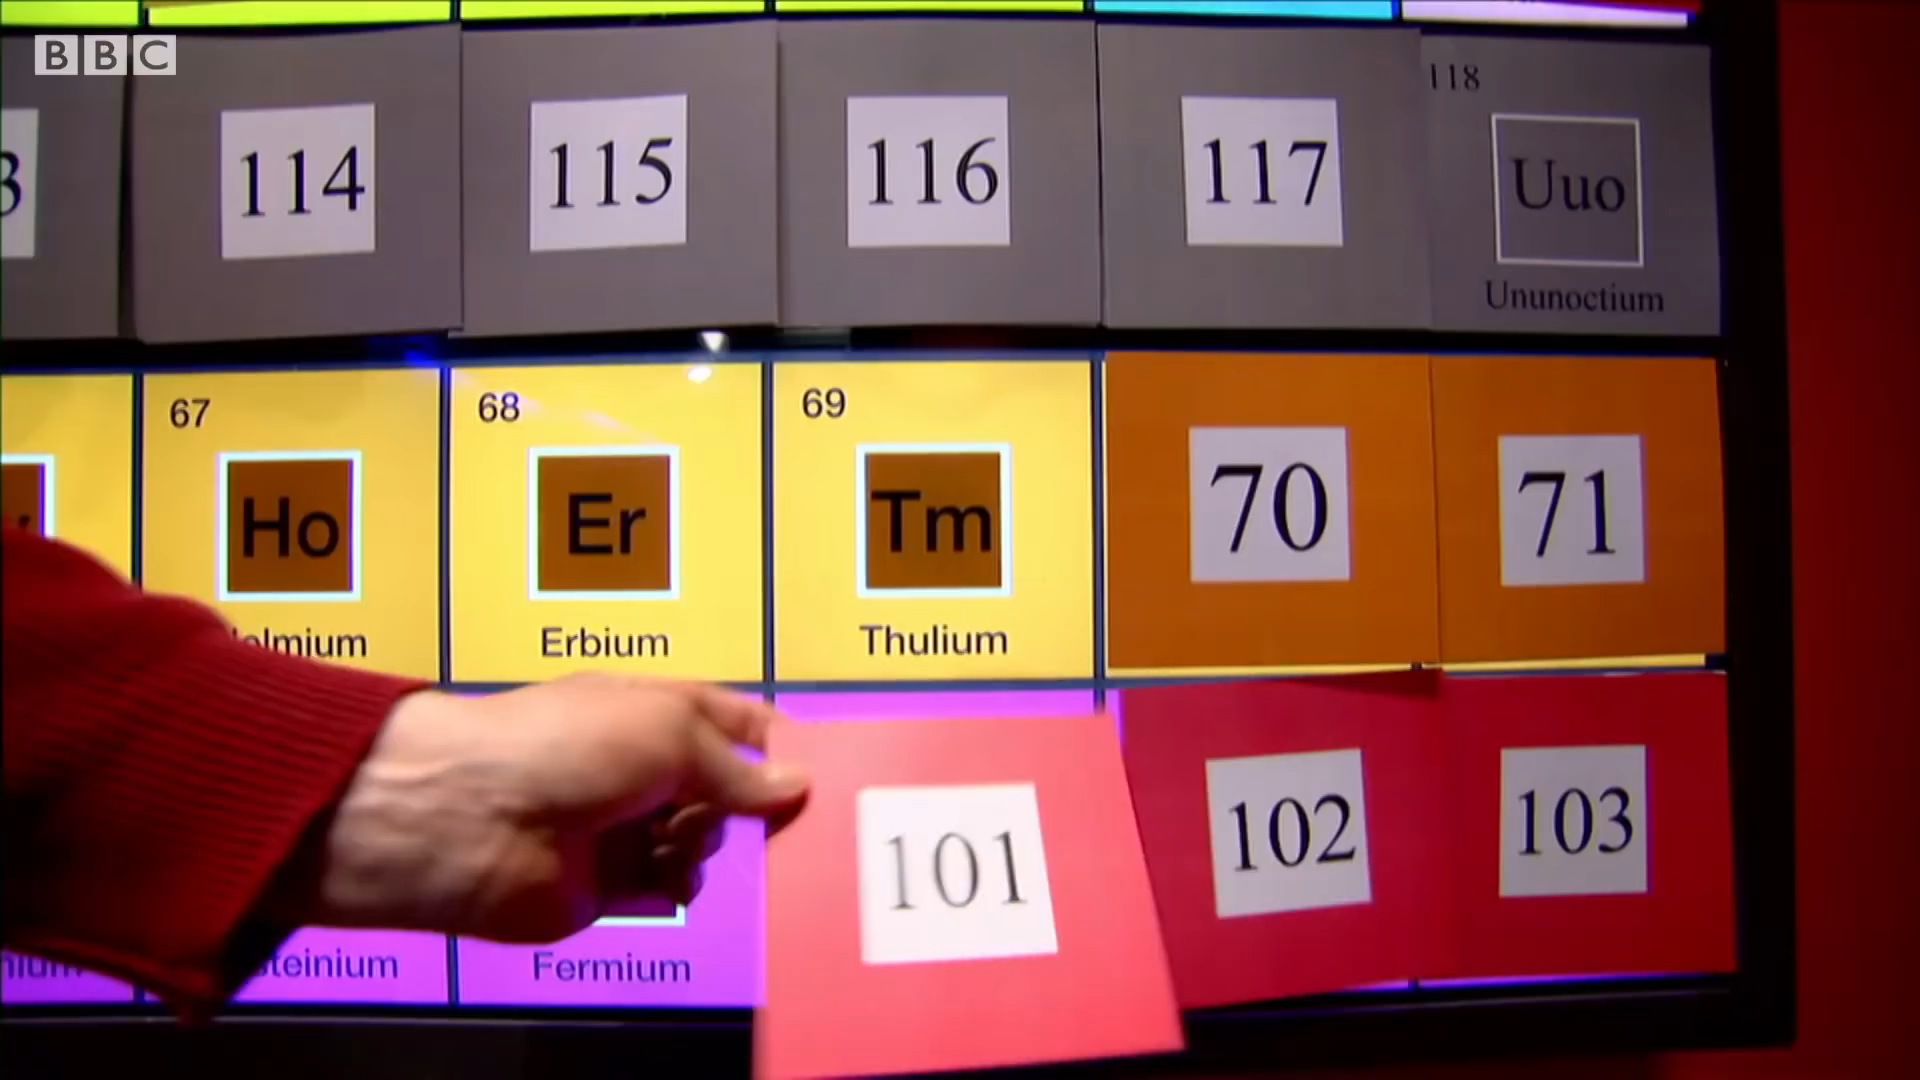 BBC
114
115
116
117
118
Uuo
Ununoctium
67
Ho
68
Er
Erbium
69
Tm
Thulium
70
71
Fermium
101
102
103